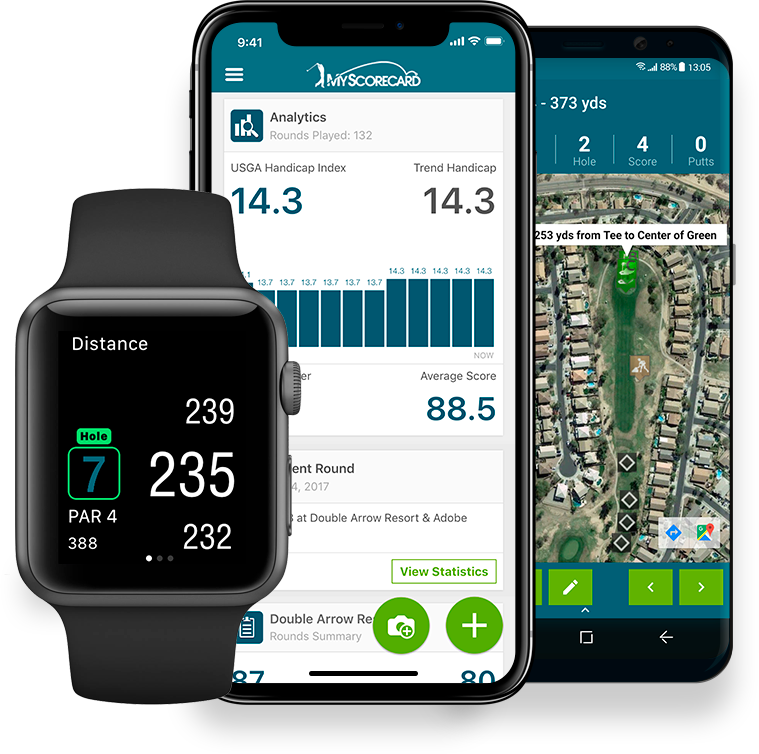 Distance
239
Hole
7
235
PAR 4
388
232
9:41
MYSCORECARD
Analytics
Rounds Played: 132
USGA Handicap Index
Trend Handicap
14.3
14.3
13.7 13.7 13.7 13.7 13.7 13.7 14.3 14.3 14.3 14.3 14.3
NOW
Average Score
88.5
Round
2017
at Double Arrow Resort & Adobe
View Statistics
Double Arrow
Rounds Summary
87
80
88% 13:05
- 373 yds
2
4
0
Hole
Score
Putts
253 yds from Tee to Center of Green